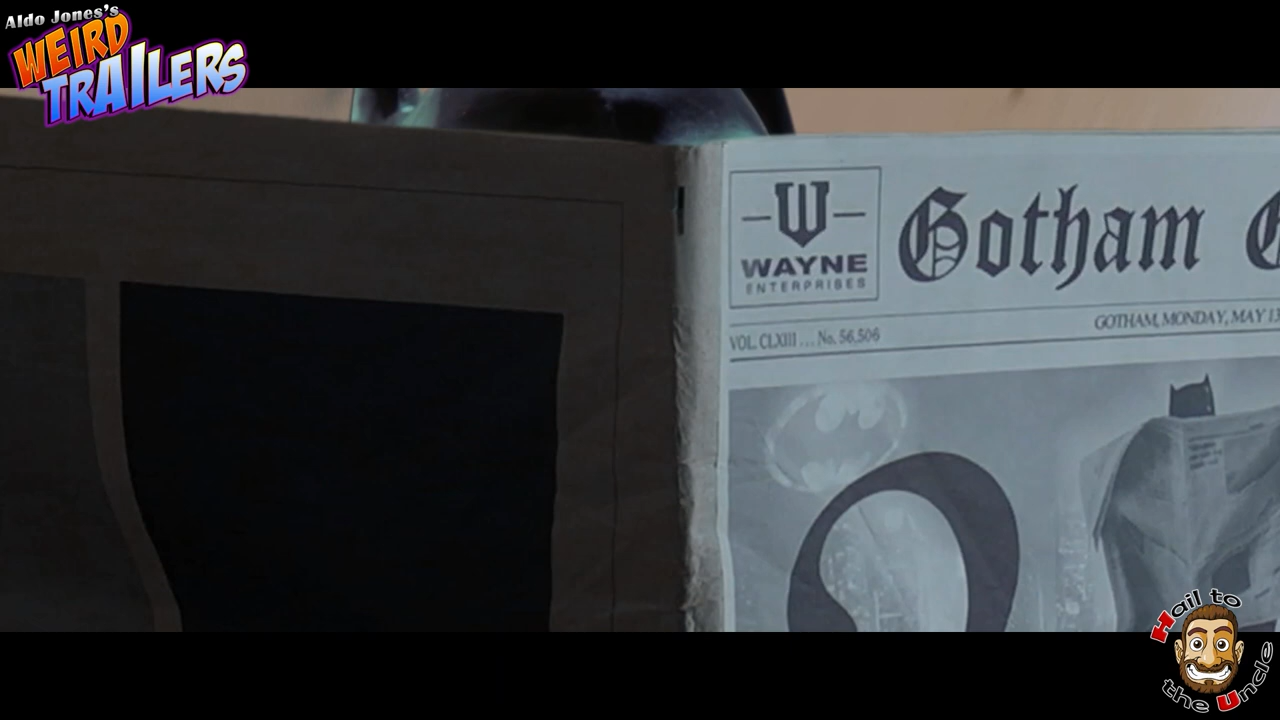 Aldo Jones's
WEIRD
TRAILERS
W
WAYNE
ENTERPRISES
Gotham G
VOL. CLXIII . . . No. 56,506
GOTHAM, MONDAY, MAY 13
Hail to
the Uncle